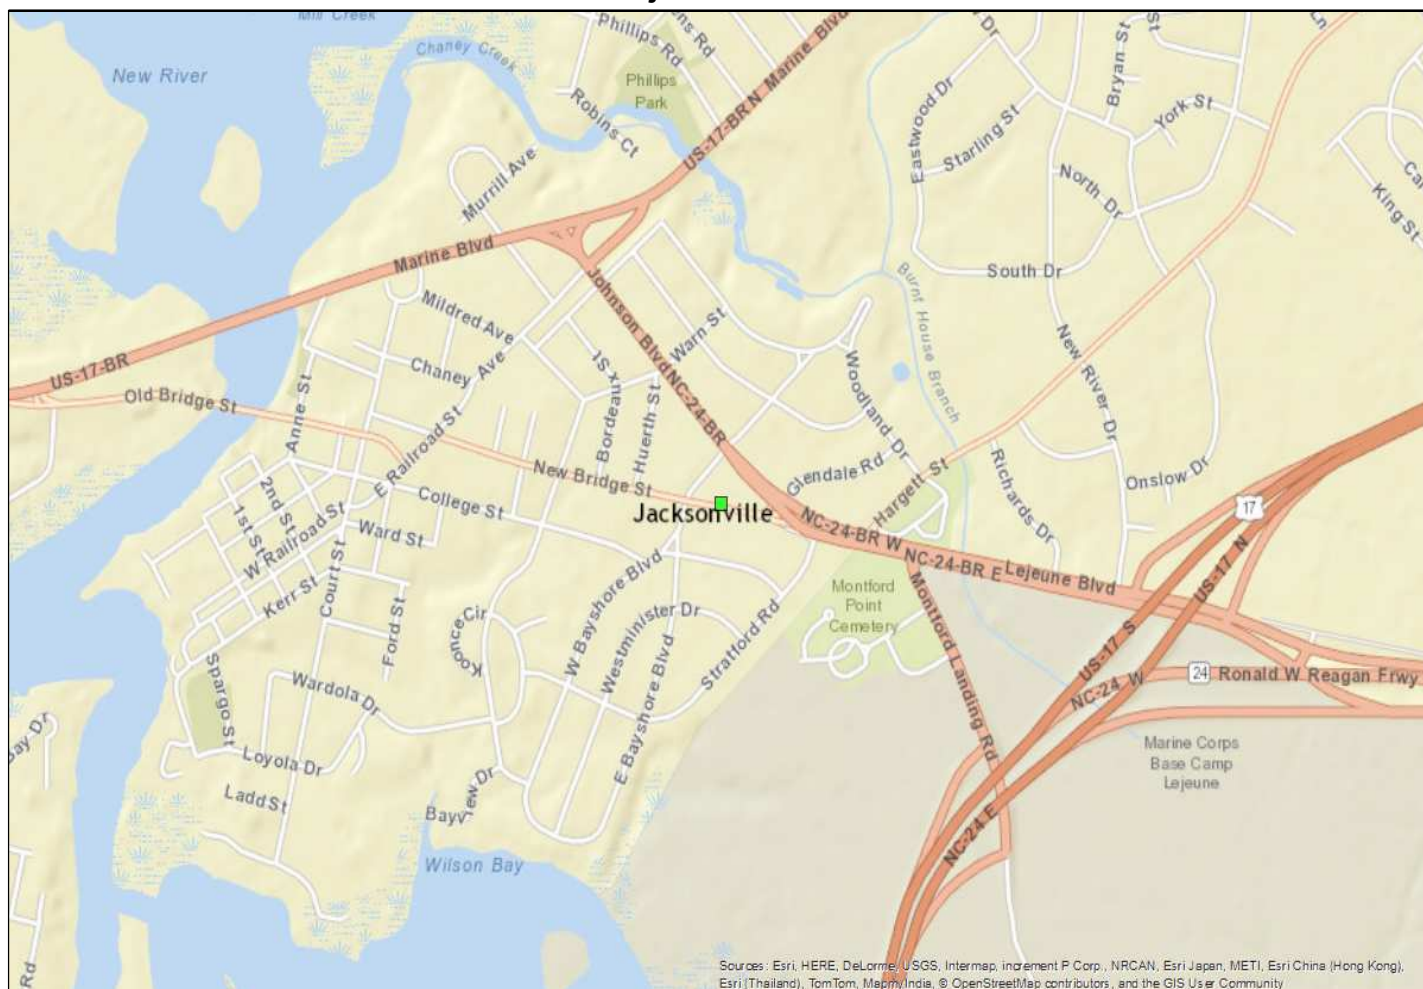 Mill Creek
New River
Chaney Creek
Phillips Rd
ens Rd
Phillips
Park
US-17-BR N Marine Blvd
Robins Ct
Murrill Ave
Dr
St
Ln
Bryan St
York St
Eastwood Dr
Starling St
North Dr
King St
South Dr
Marine Blvd
Johnson Blvd
NC-24-BR
Burnt House Branch
Mildred Ave
Warn St
Chaney Ave
US-17-BR
Old Bridge St
Anne St
Bordeaux St
Huerth St
Woodland Dr
New River Dr
E Railroad St
New Bridge St
Glendale Rd
Hargett St
Richards Dr
Onslow Dr
2nd St
1st St
W Railroad St
College St
Ward St
Jacksonville
17
NC-24-BR W
NC-24-BR E
Lejeune Blvd
US-17 N
Kerr St
Court St
Ford St
Koonce Cir
W Bayshore Blvd
Westminister Dr
E Bayshore Blvd
Stratford Rd
Montford
Point
Cemetery
Montford Landing Rd
US-17 S
NC-24 W
24
Ronald W Reagan Frwy
Spargo St
Wardola Dr
Loyola Dr
Ladd St
Bayview Dr
ay Dr
Marine Corps
Base Camp
Lejeune
NC-24 E
Wilson Bay
Rd
Sources: Esri, HERE, DeLorme, USGS, Intermap, increment P Corp., NRCAN, Esri Japan, METI, Esri China (Hong Kong),
Esri (Thailand), TomTom, MapmyIndia, © OpenStreetMap contributors, and the GIS User Community